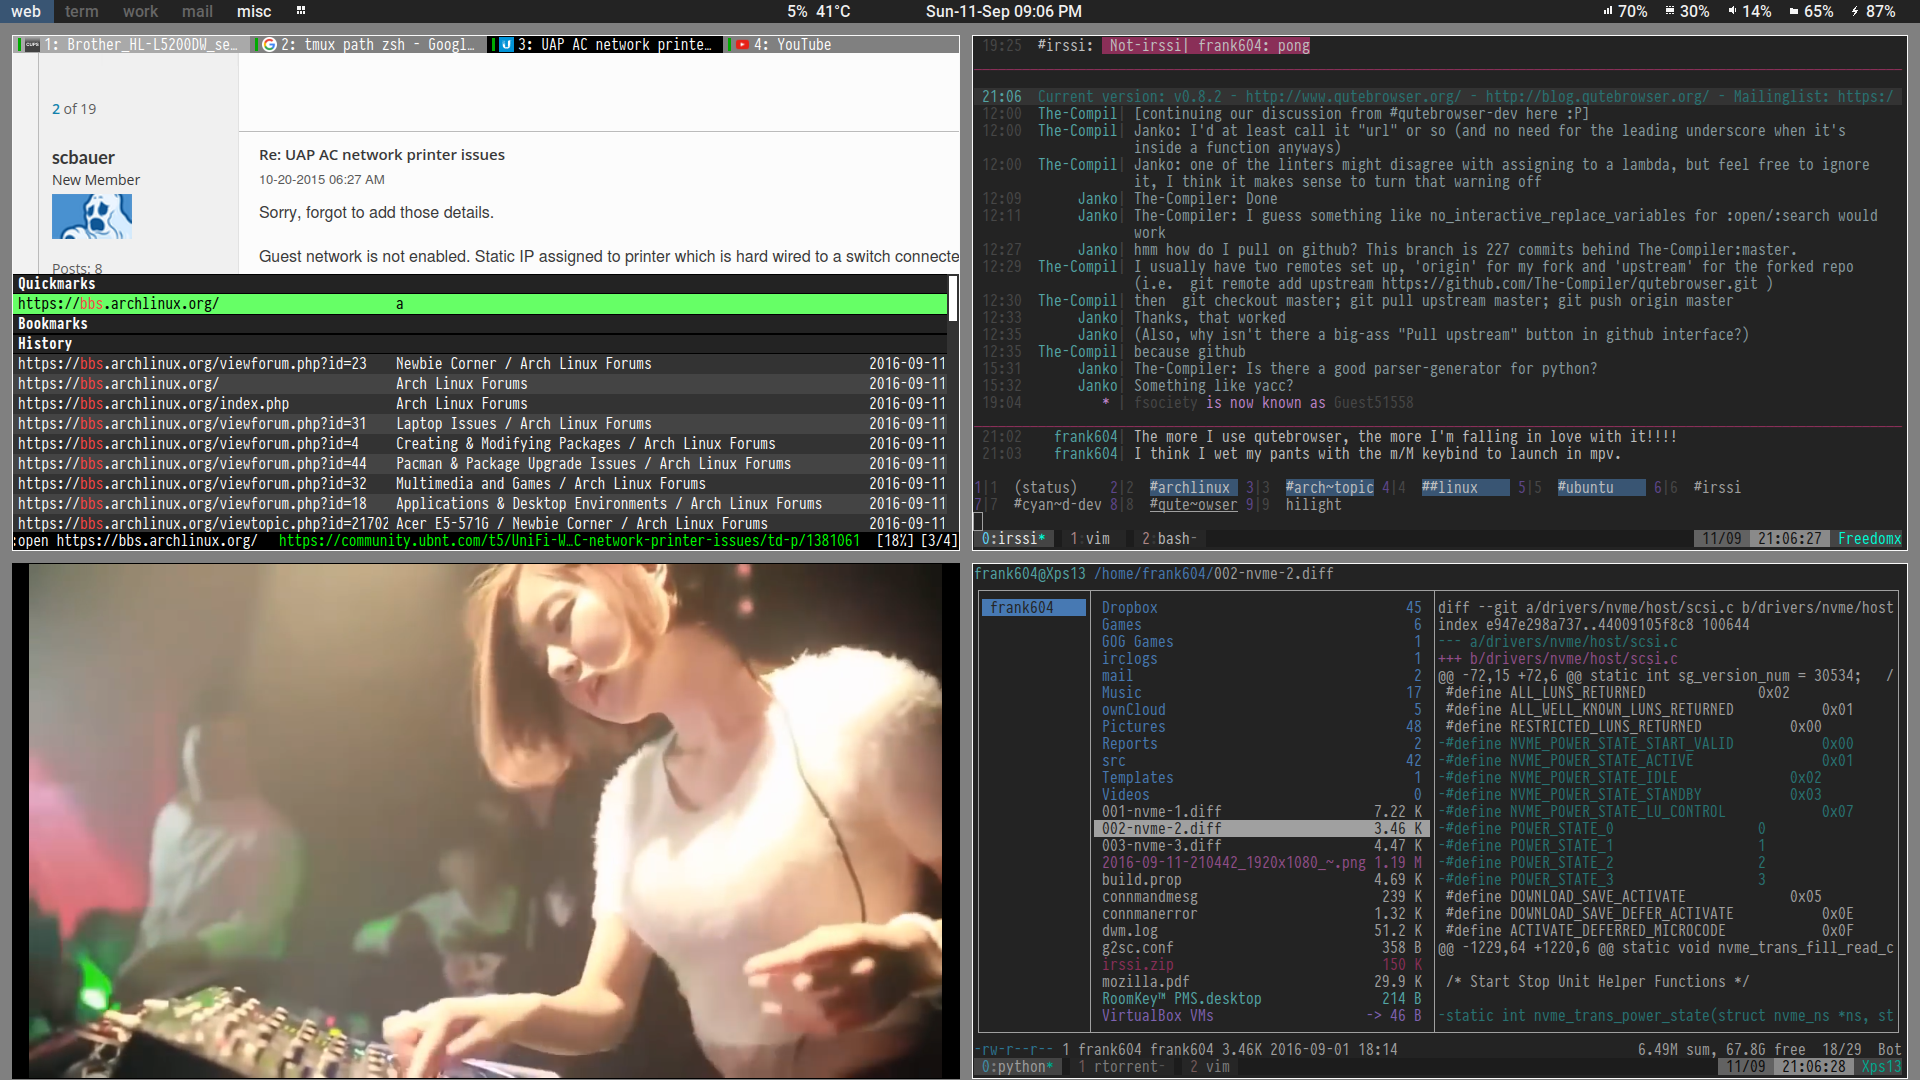 web term work mail misc 5% 41°C Sun-11-Sep 09:06 PM 70% 30% 14% 65% 87%
1: Brother_HL-L5200DW_se… 2: tmux path zsh - Googl… 3: UAP AC network printe… 4: YouTube
2 of 19
scbauer
New Member
Posts: 8
Re: UAP AC network printer issues
10-20-2015 06:27 AM
Sorry, forgot to add those details.
Guest network is not enabled. Static IP assigned to printer which is hard wired to a switch connecte
Quickmarks
https://bbs.archlinux.org/ a
Bookmarks
History
https://bbs.archlinux.org/viewforum.php?id=23 Newbie Corner / Arch Linux Forums 2016-09-11
https://bbs.archlinux.org/ Arch Linux Forums 2016-09-11
https://bbs.archlinux.org/index.php Arch Linux Forums 2016-09-11
https://bbs.archlinux.org/viewforum.php?id=31 Laptop Issues / Arch Linux Forums 2016-09-11
https://bbs.archlinux.org/viewforum.php?id=4 Creating & Modifying Packages / Arch Linux Forums 2016-09-11
https://bbs.archlinux.org/viewforum.php?id=44 Pacman & Package Upgrade Issues / Arch Linux Forums 2016-09-11
https://bbs.archlinux.org/viewforum.php?id=32 Multimedia and Games / Arch Linux Forums 2016-09-11
https://bbs.archlinux.org/viewforum.php?id=18 Applications & Desktop Environments / Arch Linux Forums 2016-09-11
https://bbs.archlinux.org/viewtopic.php?id=21702 Acer E5-571G / Newbie Corner / Arch Linux Forums 2016-09-11
:open https://bbs.archlinux.org/ https://community.ubnt.com/t5/UniFi-W…C-network-printer-issues/td-p/1381061 [18%] [3/4]
19:25 #irssi: Not-irssi| frank604: pong
21:06 Current version: v0.8.2 - http://www.qutebrowser.org/ - http://blog.qutebrowser.org/ - Mailinglist: https:/
12:00 The-Compil| [continuing our discussion from #qutebrowser-dev here :P]
12:00 The-Compil| Janko: I'd at least call it "url" or so (and no need for the leading underscore when it's
inside a function anyways)
12:00 The-Compil| Janko: one of the linters might disagree with assigning to a lambda, but feel free to ignore
it, I think it makes sense to turn that warning off
12:09 Janko| The-Compiler: Done
12:11 Janko| The-Compiler: I guess something like no_interactive_replace_variables for :open/:search would
work
12:27 Janko| hmm how do I pull on github? This branch is 227 commits behind The-Compiler:master.
12:29 The-Compil| I usually have two remotes set up, 'origin' for my fork and 'upstream' for the forked repo
(i.e. git remote add upstream https://github.com/The-Compiler/qutebrowser.git )
12:30 The-Compil| then git checkout master; git pull upstream master; git push origin master
12:33 Janko| Thanks, that worked
12:35 Janko| (Also, why isn't there a big-ass "Pull upstream" button in github interface?)
12:35 The-Compil| because github
15:31 Janko| The-Compiler: Is there a good parser-generator for python?
15:32 Janko| Something like yacc?
19:04 * | fsociety is now known as Guest51558
21:02 frank604| The more I use qutebrowser, the more I'm falling in love with it!!!!
21:03 frank604| I think I wet my pants with the m/M keybind to launch in mpv.
1|1 (status) 2|2 #archlinux 3|3 #arch~topic 4|4 ##linux 5|5 #ubuntu 6|6 #irssi
7|7 #cyan~d-dev 8|8 #qute~owser 9|9 hilight
0:irssi* 1:vim 2:bash- 11/09 21:06:27 Freedomx
frank604@Xps13 /home/frank604/002-nvme-2.diff
frank604
Dropbox 45
Games 6
GOG Games 1
irclogs 1
mail 2
Music 17
ownCloud 5
Pictures 48
Reports 2
src 42
Templates 1
Videos 0
001-nvme-1.diff 7.22 K
002-nvme-2.diff 3.46 K
003-nvme-3.diff 4.47 K
2016-09-11-210442_1920x1080_~.png 1.19 M
build.prop 4.69 K
connmandmesg 239 K
connmanerror 1.32 K
dwm.log 51.2 K
g2sc.conf 358 B
irssi.zip 150 K
mozilla.pdf 29.9 K
RoomKey™ PMS.desktop 214 B
VirtualBox VMs -> 46 B
diff --git a/drivers/nvme/host/scsi.c b/drivers/nvme/host
index e947e298a737..44009105f8c8 100644
--- a/drivers/nvme/host/scsi.c
+++ b/drivers/nvme/host/scsi.c
@@ -72,15 +72,6 @@ static int sg_version_num = 30534; /
#define ALL_LUNS_RETURNED 0x02
#define ALL_WELL_KNOWN_LUNS_RETURNED 0x01
#define RESTRICTED_LUNS_RETURNED 0x00
-#define NVME_POWER_STATE_START_VALID 0x00
-#define NVME_POWER_STATE_ACTIVE 0x01
-#define NVME_POWER_STATE_IDLE 0x02
-#define NVME_POWER_STATE_STANDBY 0x03
-#define NVME_POWER_STATE_LU_CONTROL 0x07
-#define POWER_STATE_0 0
-#define POWER_STATE_1 1
-#define POWER_STATE_2 2
-#define POWER_STATE_3 3
#define DOWNLOAD_SAVE_ACTIVATE 0x05
#define DOWNLOAD_SAVE_DEFER_ACTIVATE 0x0E
#define ACTIVATE_DEFERRED_MICROCODE 0x0F
@@ -1229,64 +1220,6 @@ static void nvme_trans_fill_read_c
/* Start Stop Unit Helper Functions */
-static int nvme_trans_power_state(struct nvme_ns *ns, st
-rw-r--r-- 1 frank604 frank604 3.46K 2016-09-01 18:14 6.49M sum, 67.8G free 18/29 Bot
0:python* 1 rtorrent- 2 vim 11/09 21:06:28 Xps13